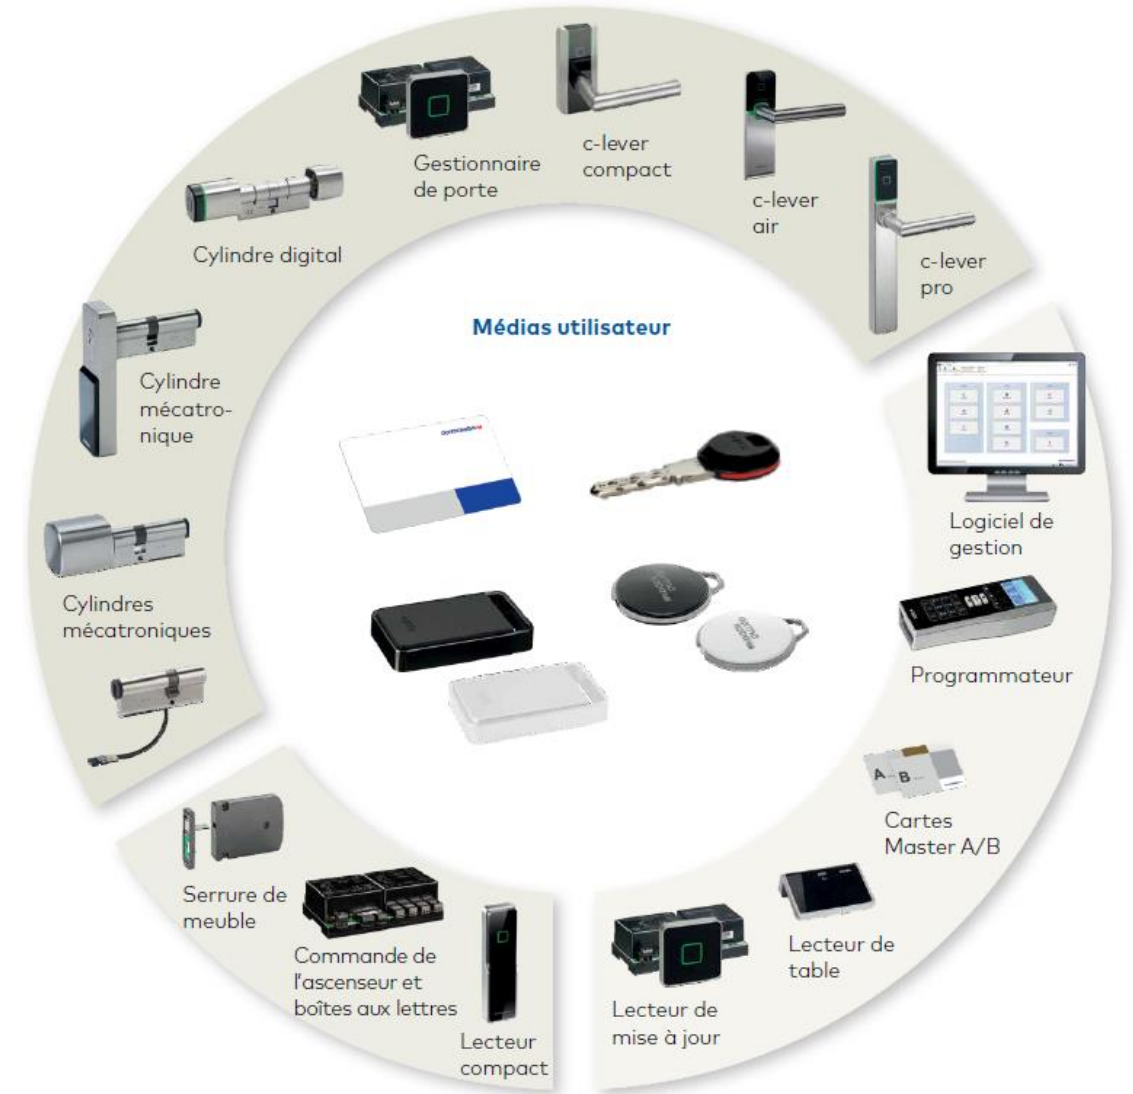 Gestionnaire
de porte
c-lever
compact
c-lever
air
c-lever
pro
Cylindre digital
Cylindre
mécatro-
nique
Cylindres
mécatroniques
Médias utilisateur
Logiciel de
gestion
Programmateur
A
B
Cartes
Master A/B
Lecteur de
table
Lecteur de
mise à jour
Serrure de
meuble
Commande de
l'ascenseur et
boîtes aux lettres
Lecteur
compact